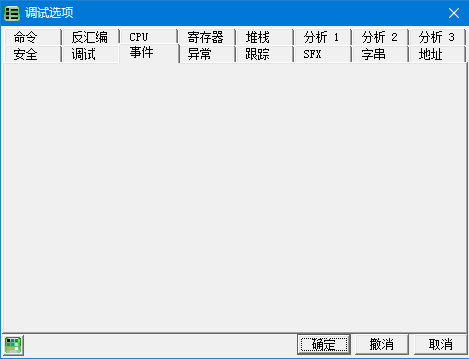 调试选项
命令 反汇编 CPU 寄存器 堆栈 分析 1 分析 2 分析 3
安全 调试 事件 异常 跟踪 SFX 字串 地址
确定 撤消 取消